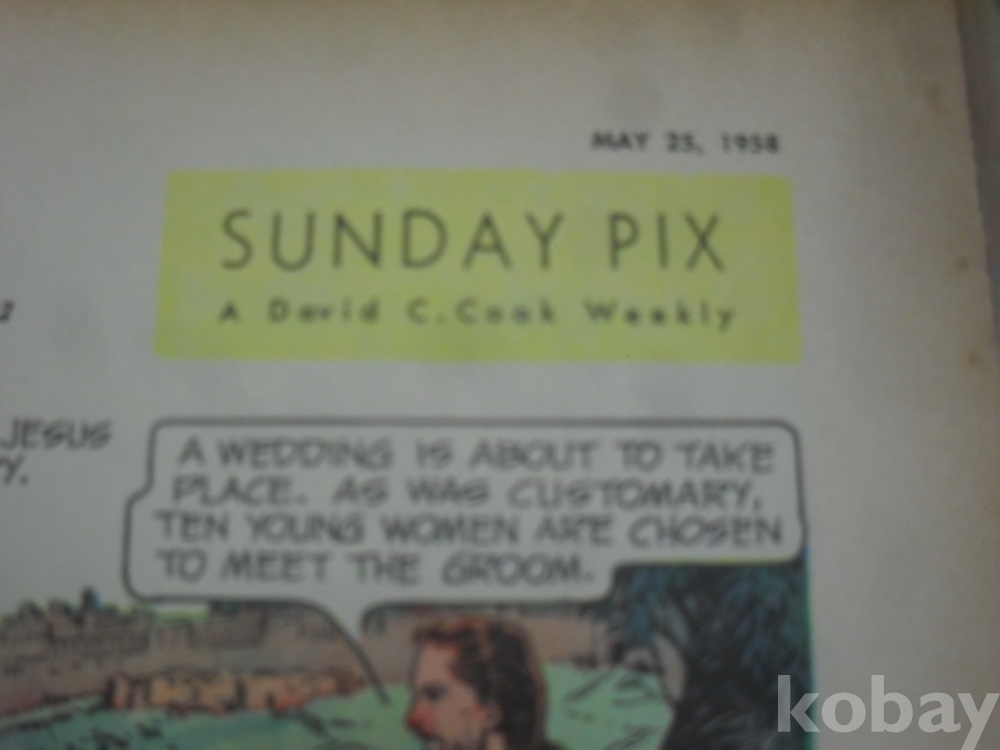 MAY 25, 1958
SUNDAY PIX
A David C. Cook Weekly
2
JESUS
Y.
A WEDDING IS ABOUT TO TAKE
PLACE. AS WAS CUSTOMARY,
TEN YOUNG WOMEN ARE CHOSEN
TO MEET THE GROOM.
kobay